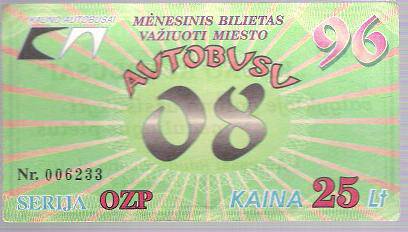 KAUNO AUTOBUSAI
MĖNESINIS BILIETAS
VAŽIUOTI MIESTO
96
AUTOBUSU
08
Nr. 006233
SERIJA OZP
KAINA 25 Lt